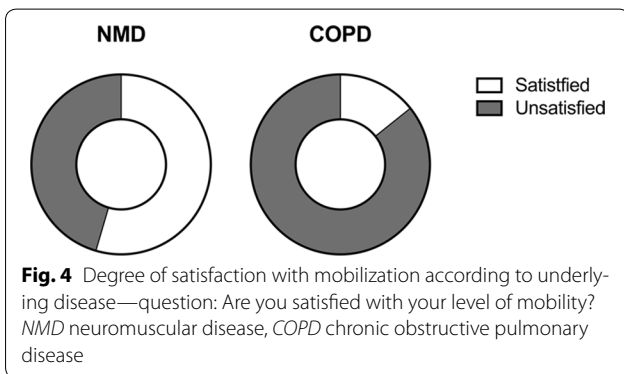 NMD COPD
Satistfied
Unsatisfied
Fig. 4 Degree of satisfaction with mobilization according to underly-
ing disease—question: Are you satisfied with your level of mobility?
NMD neuromuscular disease, COPD chronic obstructive pulmonary
disease